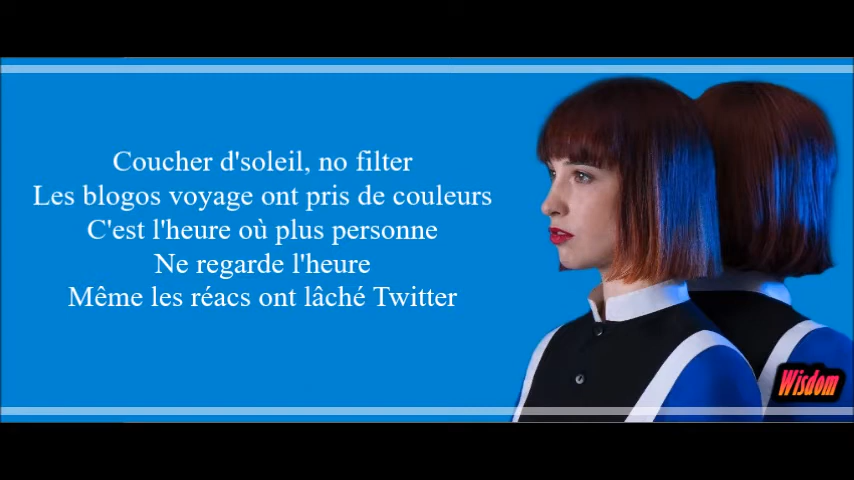 Coucher d'soleil, no filter
Les blogos voyage ont pris de couleurs
C'est l'heure où plus personne
Ne regarde l'heure
Même les réacs ont lâché Twitter
Wisdom